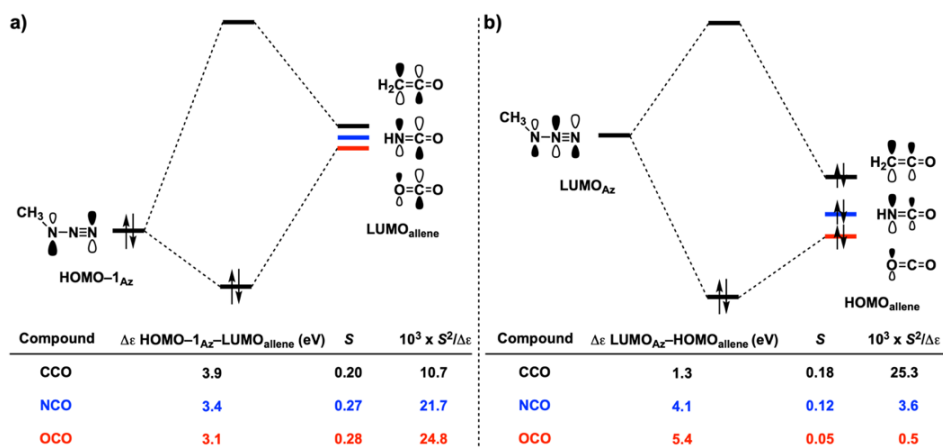 a)
H₂C=C=O
HN=C=O
O=C=O
LUMOallene
CH₃
N–N≡N
HOMO–1Az
Compound Δε HOMO–1Az–LUMOallene (eV) S 10³ x S²/Δε
CCO 3.9 0.20 10.7
NCO 3.4 0.27 21.7
OCO 3.1 0.28 24.8
b)
CH₃
N–N≡N
LUMOAz
H₂C=C=O
HN=C=O
O=C=O
HOMOallene
Compound Δε LUMOAz–HOMOallene (eV) S 10³ x S²/Δε
CCO 1.3 0.18 25.3
NCO 4.1 0.12 3.6
OCO 5.4 0.05 0.5